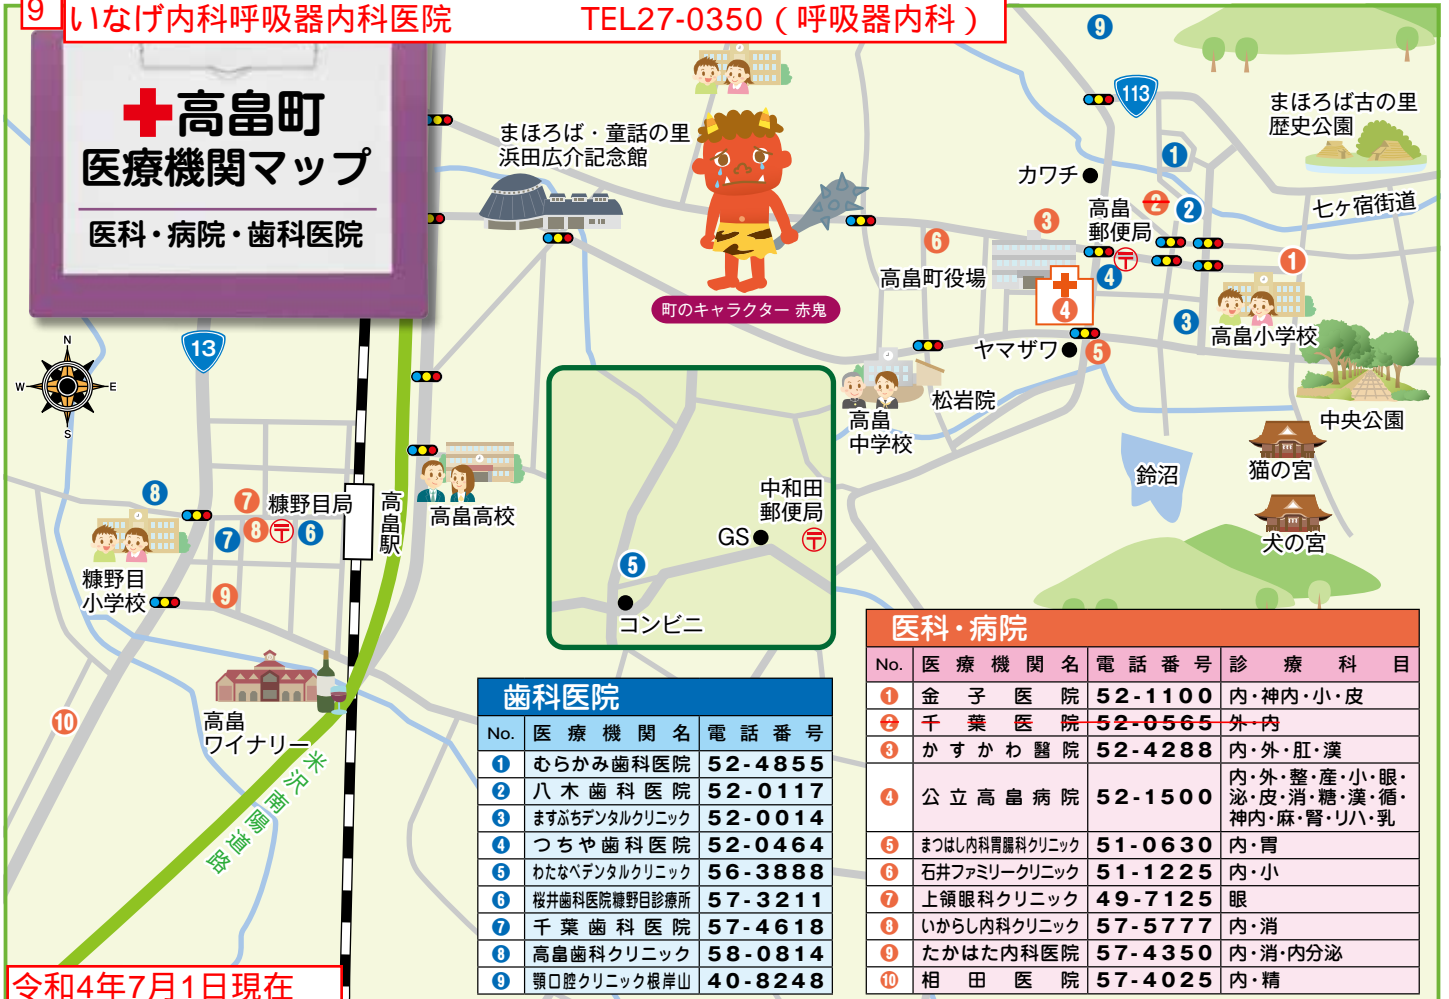 9
いなげ内科呼吸器内科医院 TEL27-0350（呼吸器内科）
高畠町
医療機関マップ
医科・病院・歯科医院
まほろば・童話の里
浜田広介記念館
町のキャラクター 赤鬼
9
113
まほろば古の里
歴史公園
カワチ
1
七ヶ宿街道
高畠
郵便局
2
2
3
6
高畠町役場
4
4
1
3
高畠小学校
ヤマザワ
5
中央公園
高畠
中学校
松岩院
鈴沼
猫の宮
犬の宮
N
W
E
S
13
8
7
糠野目局
7
8
6
高畠駅
高畠高校
糠野目
小学校
9
10
高畠
ワイナリー
米沢南陽道路
中和田
郵便局
GS
5
コンビニ
歯科医院
No. 医療機関名 電話番号
1 むらかみ歯科医院 52-4855
2 八木歯科医院 52-0117
3 ますぶちデンタルクリニック 52-0014
4 つちや歯科医院 52-0464
5 わたなべデンタルクリニック 56-3888
6 桜井歯科医院糠野目診療所 57-3211
7 千葉歯科医院 57-4618
8 高畠歯科クリニック 58-0814
9 顎口腔クリニック根岸山 40-8248
医科・病院
No. 医療機関名 電話番号 診療科目
1 金子医院 52-1100 内・神内・小・皮
2 千葉医院 52-0565 外・内
3 かすかわ醫院 52-4288 内・外・肛・漢
4 公立高畠病院 52-1500 内・外・整・産・小・眼・
泌・皮・消・糖・漢・循・
神内・麻・腎・リハ・乳
5 まつはし内科胃腸科クリニック 51-0630 内・胃
6 石井ファミリークリニック 51-1225 内・小
7 上領眼科クリニック 49-7125 眼
8 いからし内科クリニック 57-5777 内・消
9 たかはた内科医院 57-4350 内・消・内分泌
10 相田医院 57-4025 内・精
令和4年7月1日現在